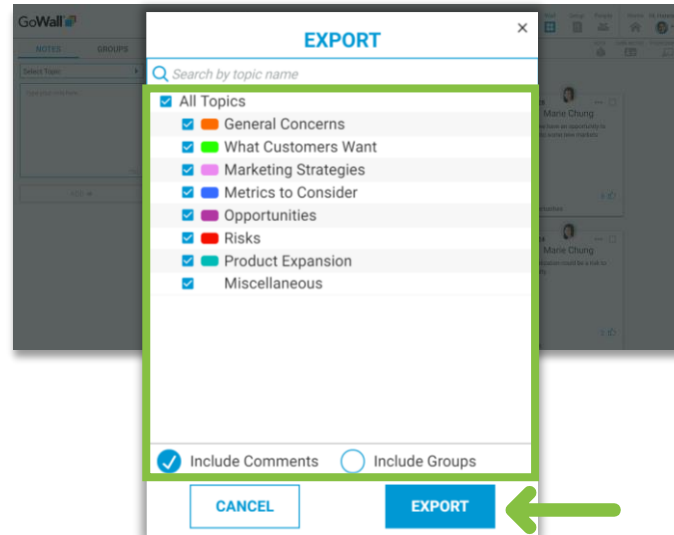 GoWall
NOTES GROUPS
Select Topic
EXPORT
×
Search by topic name
All Topics
General Concerns
What Customers Want
Marketing Strategies
Metrics to Consider
Opportunities
Risks
Product Expansion
Miscellaneous
Include Comments Include Groups
CANCEL EXPORT
Marie Chung
Marie Chung